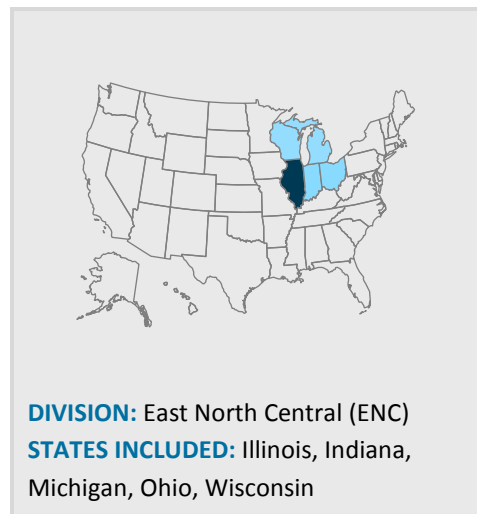 DIVISION: East North Central (ENC)
STATES INCLUDED: Illinois, Indiana,
Michigan, Ohio, Wisconsin